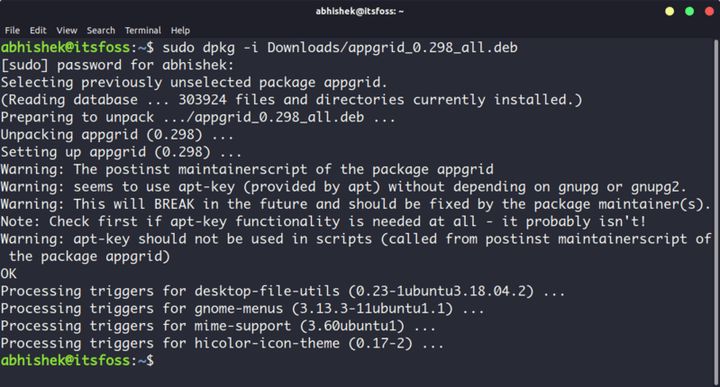 abhishek@itsfoss: ~
File Edit View Search Terminal Help
abhishek@itsfoss:~$ sudo dpkg -i Downloads/appgrid_0.298_all.deb
[sudo] password for abhishek:
Selecting previously unselected package appgrid.
(Reading database ... 303924 files and directories currently installed.)
Preparing to unpack .../appgrid_0.298_all.deb ...
Unpacking appgrid (0.298) ...
Setting up appgrid (0.298) ...
Warning: The postinst maintainerscript of the package appgrid
Warning: seems to use apt-key (provided by apt) without depending on gnupg or gnupg2.
Warning: This will BREAK in the future and should be fixed by the package maintainer(s).
Note: Check first if apt-key functionality is needed at all - it probably isn't!
Warning: apt-key should not be used in scripts (called from postinst maintainerscript of
the package appgrid)
OK
Processing triggers for desktop-file-utils (0.23-1ubuntu3.18.04.2) ...
Processing triggers for gnome-menus (3.13.3-11ubuntu1.1) ...
Processing triggers for mime-support (3.60ubuntu1) ...
Processing triggers for hicolor-icon-theme (0.17-2) ...
abhishek@itsfoss:~$